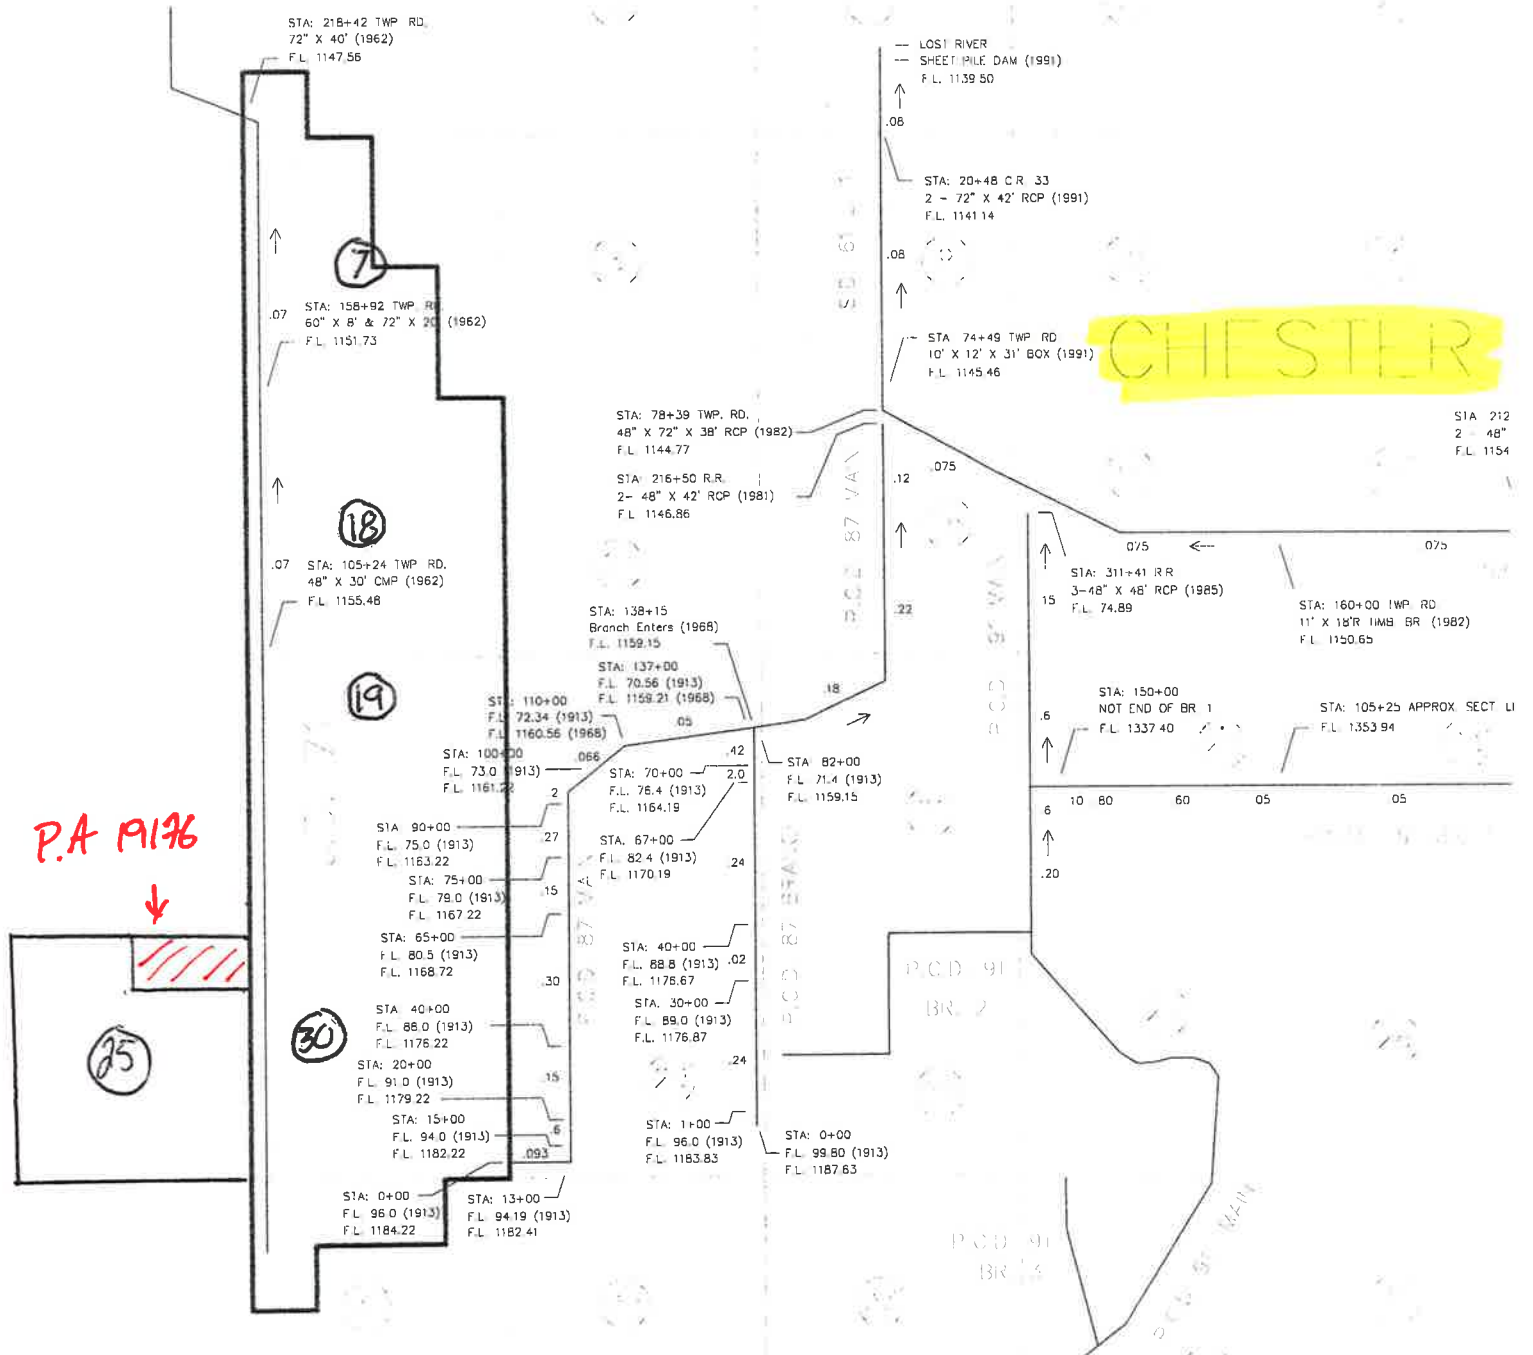 STA: 218+42 TWP RD.
72" X 40' (1962)
F.L. 1147.56
LOST RIVER
SHEET PILE DAM (1991)
F.L. 1139.50
.08
STA: 20+48 C.R. 33
2 - 72" X 42' RCP (1991)
F.L. 1141.14
.08
7
STA: 158+92 TWP. RD.
60" X 8' & 72" X 20' (1962)
F.L. 1151.73
.07
STA 74+49 TWP RD
10' X 12' X 31' BOX (1991)
F.L. 1145.46
CHESTER
STA: 78+39 TWP. RD.
48" X 72" X 38' RCP (1982)
F.L. 1144.77
STA 212
2 - 48"
F.L. 1154
STA: 216+50 R.R.
2- 48" X 42' RCP (1981)
F.L. 1146.86
.12
.075
P.C.D 87 MAIN
18
.07
STA: 105+24 TWP RD.
48" X 30' CMP (1962)
F.L. 1155.48
075
075
STA: 311+41 R.R
3-48" X 48' RCP (1985)
F.L. 74.89
15
STA: 160+00 TWP RD
11' X 18'R TIMB BR (1982)
F.L. 1150.65
.22
STA: 138+15
Branch Enters (1968)
F.L. 1159.15
STA: 137+00
F.L. 70.56 (1913)
F.L. 1159.21 (1968)
.18
19
STA: 110+00
F.L. 72.34 (1913)
F.L. 1160.56 (1968)
.05
STA: 150+00
NOT END OF BR 1
F.L. 1337.40
STA: 105+25 APPROX. SECT LI
F.L. 1353.94
.6
STA: 100+00
F.L. 73.0 (1913)
F.L. 1161.22
.066
.42
2.0
STA: 70+00
F.L. 76.4 (1913)
F.L. 1164.19
STA: 82+00
F.L. 71.4 (1913)
F.L. 1159.15
2
6
10 80
60
05
05
P.A 19176
STA 90+00
F.L. 75.0 (1913)
F.L. 1163.22
.27
STA. 67+00
F.L. 82.4 (1913)
F.L. 1170.19
.24
.20
STA: 75+00
F.L. 79.0 (1913)
F.L. 1167.22
.15
STA: 65+00
F.L. 80.5 (1913)
F.L. 1168.72
.30
STA: 40+00
F.L. 88.8 (1913)
F.L. 1176.67
.02
P.C.D. 91
BR. 2
STA. 30+00
F.L. 89.0 (1913)
F.L. 1176.87
.24
25
30
STA 40+00
F.L. 88.0 (1913)
F.L. 1176.22
STA: 20+00
F.L. 91.0 (1913)
F.L. 1179.22
.15
STA: 15+00
F.L. 94.0 (1913)
F.L. 1182.22
.6
.093
STA: 1+00
F.L. 96.0 (1913)
F.L. 1183.83
STA: 0+00
F.L. 99.80 (1913)
F.L. 1187.63
STA: 0+00
F.L. 96.0 (1913)
F.L. 1184.22
STA: 13+00
F.L. 94.19 (1913)
F.L. 1182.41
P.C.D. 91
BR
P.C.D. 91 MAIN